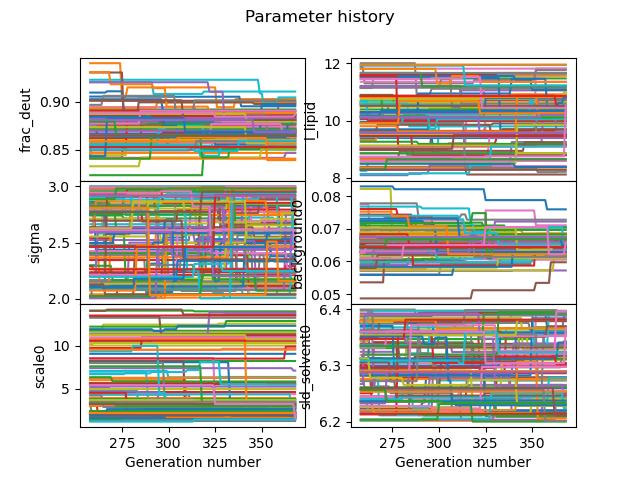 Parameter history
frac_deut
0.90
0.85
l_lipid
12
10
8
sigma
3.0
2.5
2.0
background0
0.08
0.07
0.06
0.05
scale0
10
5
sld_solvent0
6.4
6.3
6.2
275 300 325 350
275 300 325 350
Generation number
Generation number